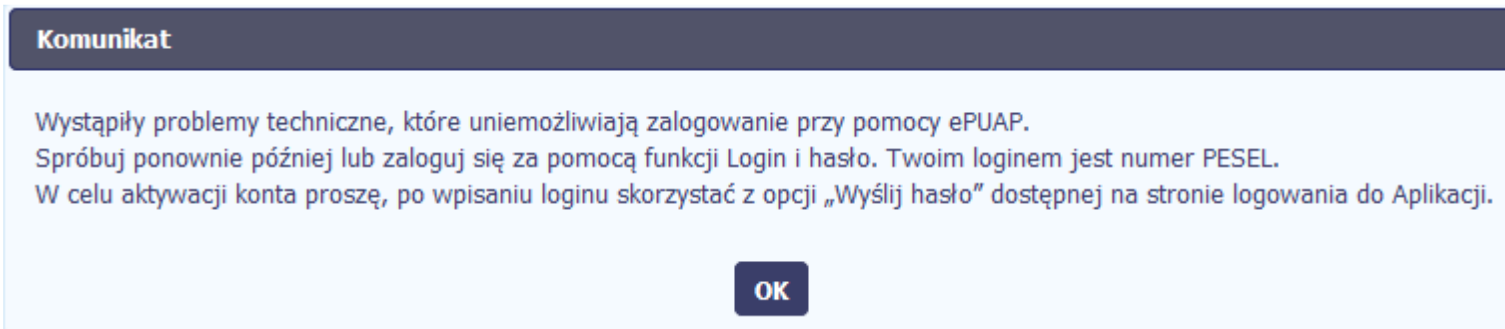 Komunikat
Wystąpiły problemy techniczne, które uniemożliwiają zalogowanie przy pomocy ePUAP.
Spróbuj ponownie później lub zaloguj się za pomocą funkcji Login i hasło. Twoim loginem jest numer PESEL.
W celu aktywacji konta proszę, po wpisaniu loginu skorzystać z opcji „Wyślij hasło” dostępnej na stronie logowania do Aplikacji.
OK